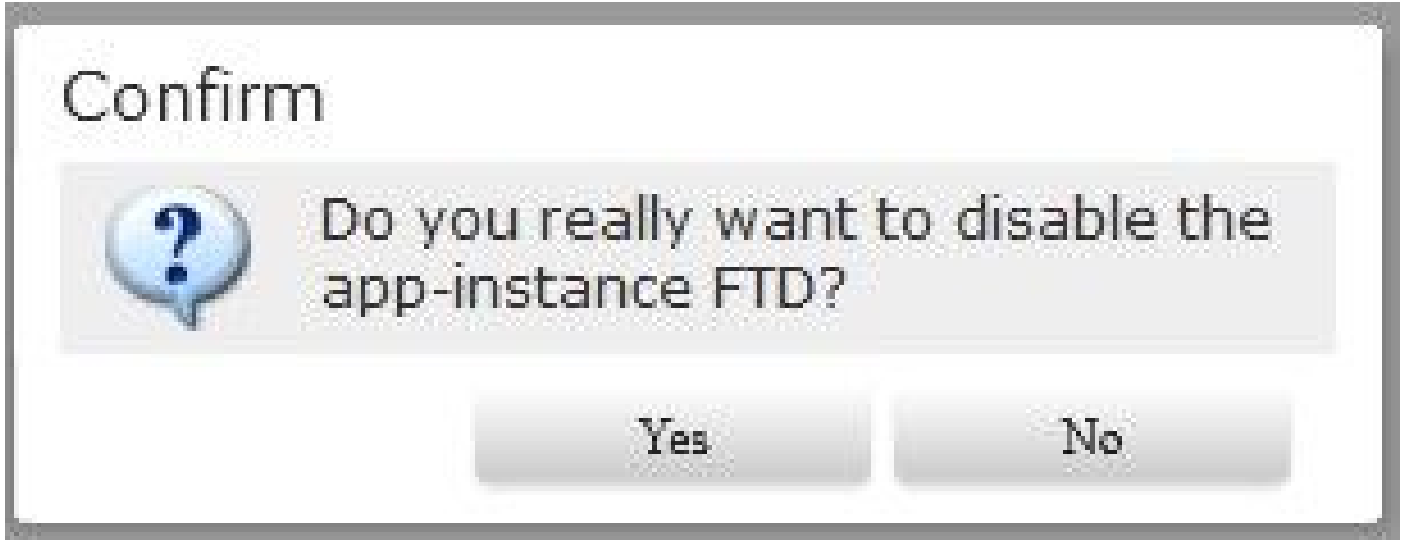 Confirm
?
Do you really want to disable the
app-instance FTD?
Yes
No